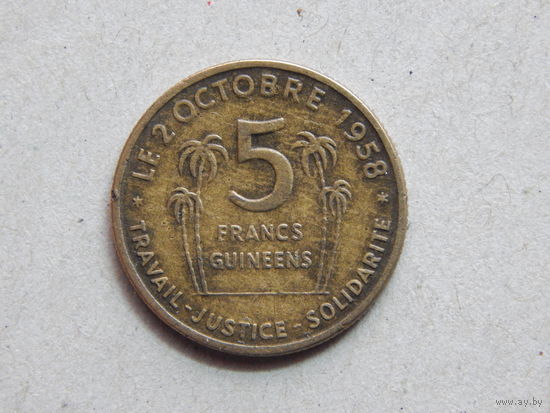 LE 2 OCTOBRE 1958
5
FRANCS
GUINEENS
TRAVAIL - JUSTICE - SOLIDARITE
www.ay.by